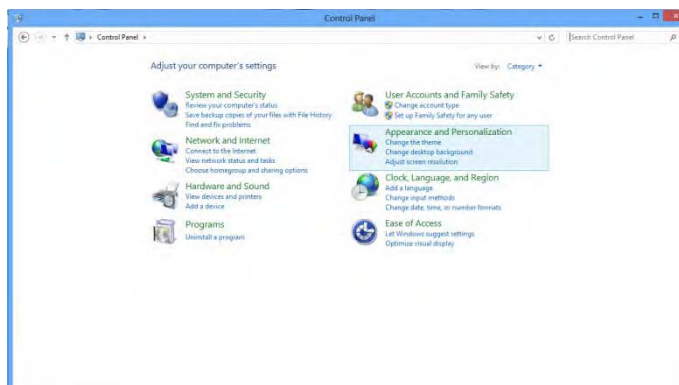 Control Panel
Control Panel
Search Control Panel
Adjust your computer's settings
View by: Category
System and Security
Review your computer's status
Save backup copies of your files with File History
Find and fix problems
Network and Internet
Connect to the Internet
View network status and tasks
Choose homegroup and sharing options
Hardware and Sound
View devices and printers
Add a device
Programs
Uninstall a program
User Accounts and Family Safety
Change account type
Set up Family Safety for any user
Appearance and Personalization
Change the theme
Change desktop background
Adjust screen resolution
Clock, Language, and Region
Add a language
Change input methods
Change date, time, or number formats
Ease of Access
Let Windows suggest settings
Optimize visual display